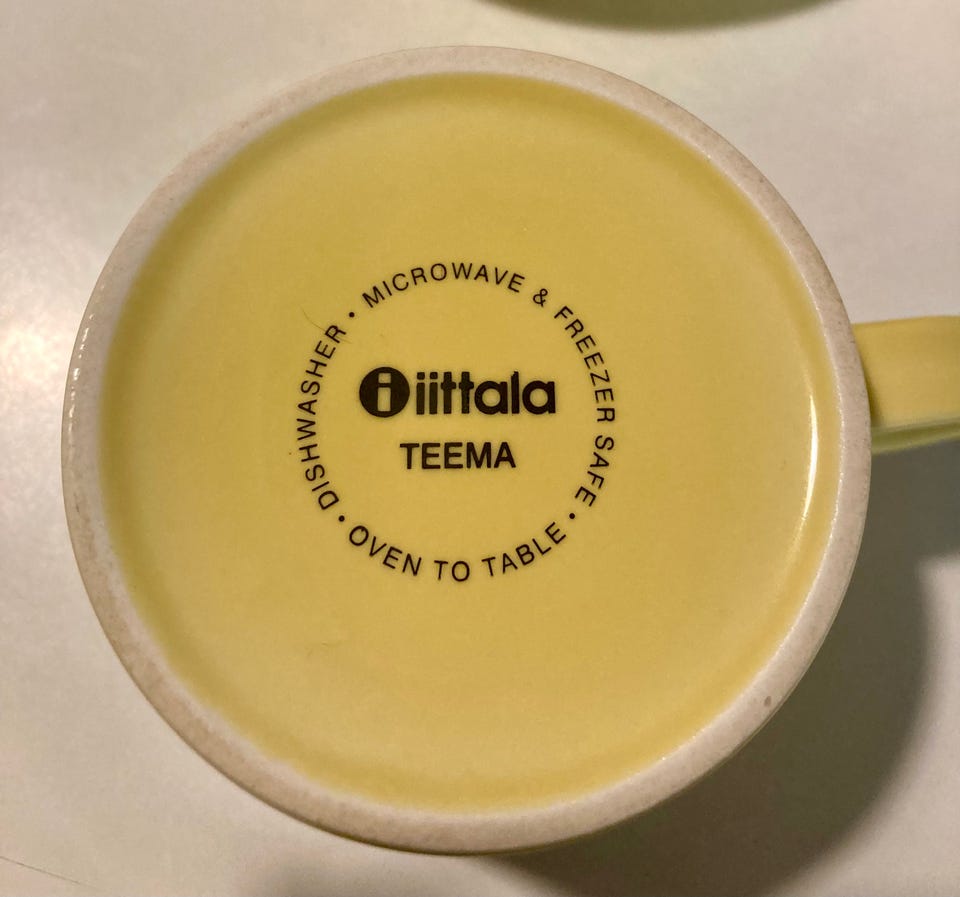 DISHWASHER • MICROWAVE & FREEZER SAFE • OVEN TO TABLE •
i iittala
TEEMA